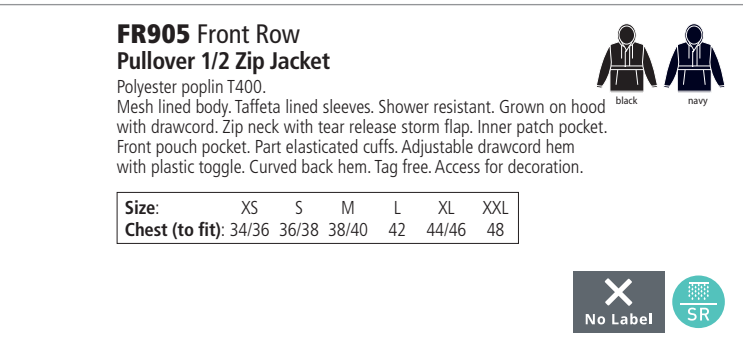 FR905 Front Row
Pullover 1/2 Zip Jacket
Polyester poplin T400.
Mesh lined body. Taffeta lined sleeves. Shower resistant. Grown on hood
with drawcord. Zip neck with tear release storm flap. Inner patch pocket.
Front pouch pocket. Part elasticated cuffs. Adjustable drawcord hem
with plastic toggle. Curved back hem. Tag free. Access for decoration.
black navy
Size: XS S M L XL XXL
Chest (to fit): 34/36 36/38 38/40 42 44/46 48
No Label
SR